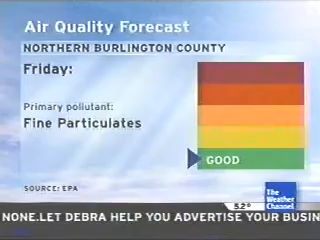 Air Quality Forecast
NORTHERN BURLINGTON COUNTY
Friday:
Primary pollutant:
Fine Particulates
GOOD
SOURCE: EPA
The
Weather
Channel
52°
NONE.LET DEBRA HELP YOU ADVERTISE YOUR BUSIN